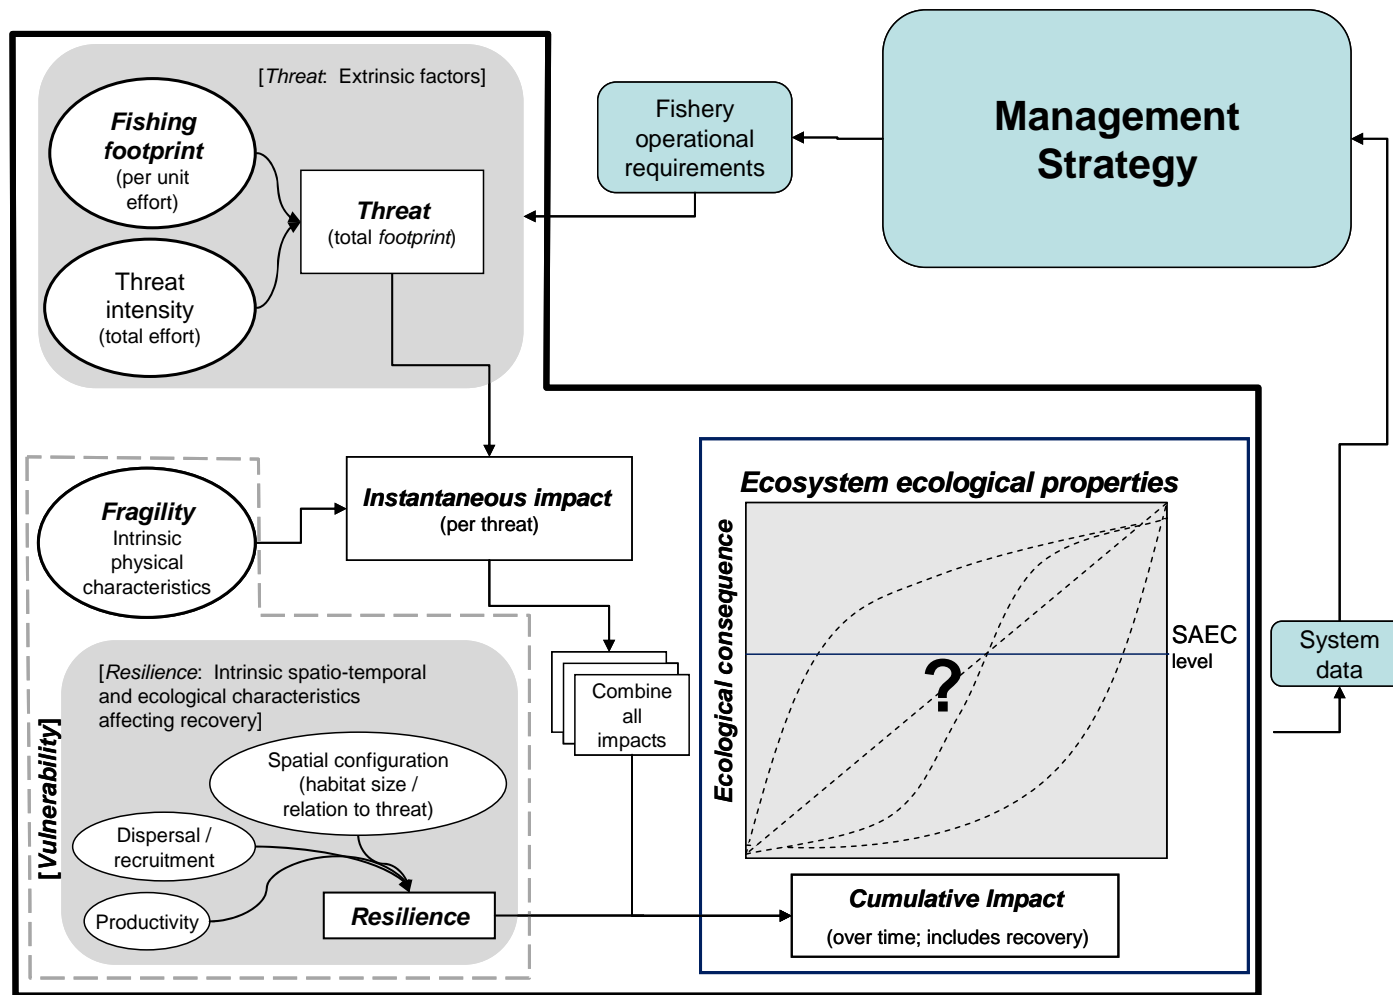 [Threat: Extrinsic factors]
Fishing
footprint
(per unit
effort)
Threat
intensity
(total effort)
Threat
(total footprint)
Fishery
operational
requirements
Management
Strategy
Fragility
Intrinsic
physical
characteristics
Instantaneous impact
(per threat)
Combine
all
impacts
[Vulnerability]
[Resilience: Intrinsic spatio-temporal
and ecological characteristics
affecting recovery]
Spatial configuration
(habitat size /
relation to threat)
Dispersal /
recruitment
Productivity
Resilience
Ecosystem ecological properties
Ecological consequence
?
SAEC
level
Cumulative Impact
(over time; includes recovery)
System
data